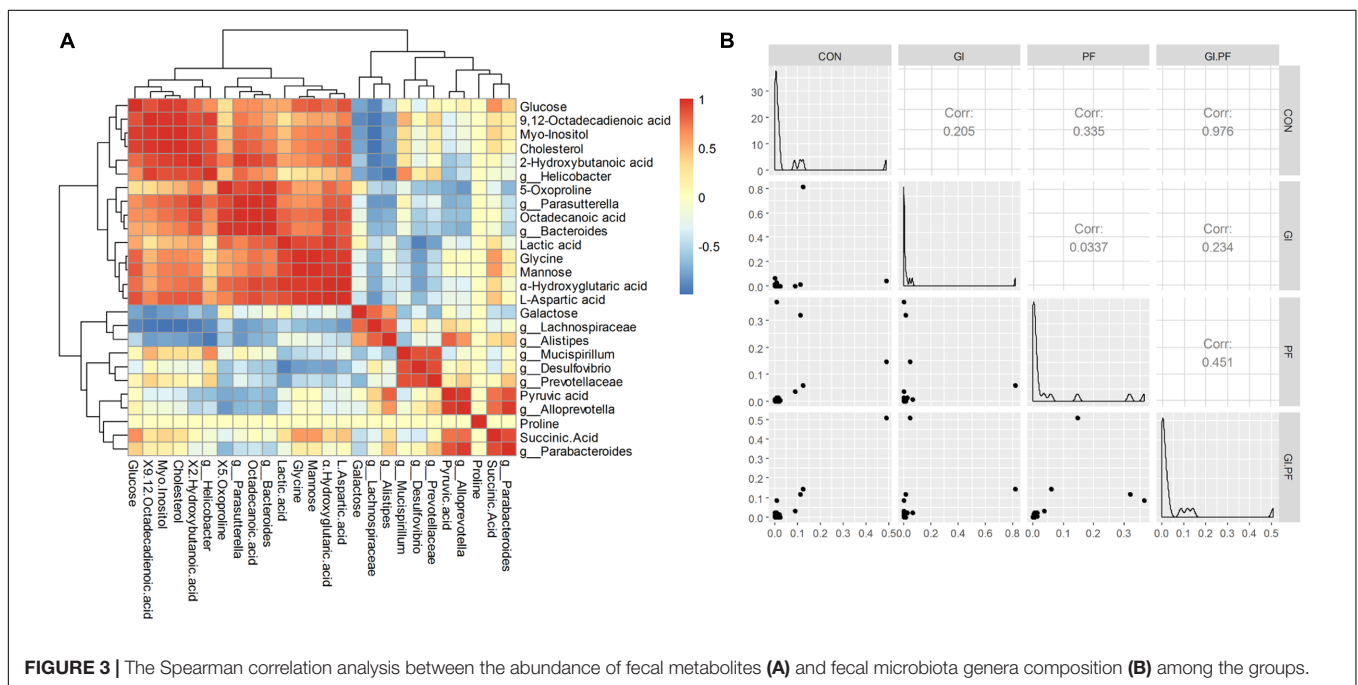 A
Glucose
9,12-Octadecadienoic acid
Myo-Inositol
Cholesterol
2-Hydroxybutanoic acid
g__Helicobacter
5-Oxoproline
g__Parasutterella
Octadecanoic acid
g__Bacteroides
Lactic acid
Glycine
Mannose
α-Hydroxyglutaric acid
L-Aspartic acid
Galactose
g__Lachnospiraceae
g__Alistipes
g__Mucispirillum
g__Desulfovibrio
g__Prevotellaceae
Pyruvic acid
g__Alloprevotella
Proline
Succinic.Acid
g__Parabacteroides
1
0.5
0
-0.5
Glucose
X9.12.Octadecadienoic.acid
Myo.Inositol
Cholesterol
X2.Hydroxybutanoic.acid
g__Helicobacter
X5.Oxoproline
g__Parasutterella
Octadecanoic.acid
g__Bacteroides
Lactic.acid
Glycine
Mannose
α.Hydroxyglutaric.acid
L.Aspartic.acid
Galactose
g__Lachnospiraceae
g__Alistipes
g__Mucispirillum
g__Desulfovibrio
g__Prevotellaceae
Pyruvic.acid
g__Alloprevotella
Proline
Succinic.Acid
g__Parabacteroides
B
CON GI PF GI.PF
30
20
10
0
Corr:
0.205
Corr:
0.335
Corr:
0.976
CON
0.8
0.6
0.4
0.2
0.0
Corr:
0.0337
Corr:
0.234
GI
0.3
0.2
0.1
0.0
Corr:
0.451
PF
0.5
0.4
0.3
0.2
0.1
0.0
GI.PF
0.0 0.1 0.2 0.3 0.4 0.50.0 0.2 0.4 0.6 0.8 0.0 0.1 0.2 0.3 0.0 0.1 0.2 0.3 0.4 0.5
FIGURE 3 | The Spearman correlation analysis between the abundance of fecal metabolites (A) and fecal microbiota genera composition (B) among the groups.